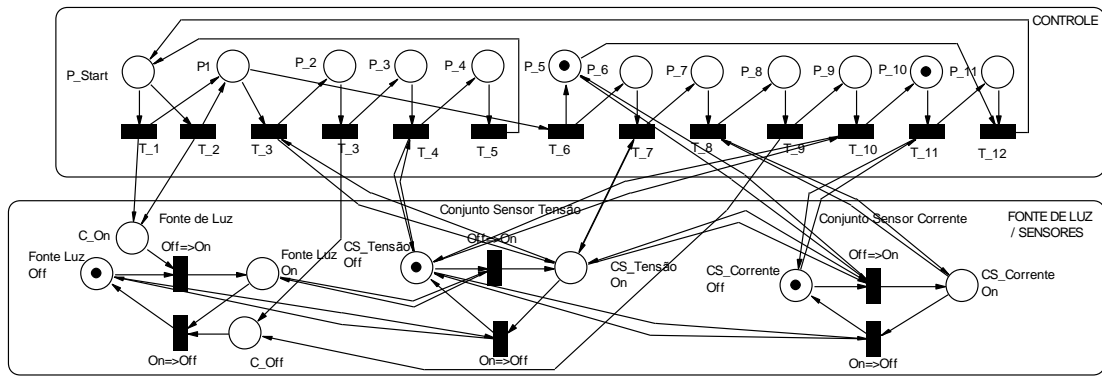 CONTROLE
P_Start
P1
P_2
P_3
P_4
P_5
P_6
P_7
P_8
P_9
P_10
P_11
T_1
T_2
T_3
T_3
T_4
T_5
T_6
T_7
T_8
T_9
T_10
T_11
T_12
FONTE DE LUZ
/ SENSORES
Fonte de Luz
C_On
Off=>On
Fonte Luz
Off
Fonte Luz
On
On=>Off
C_Off
Conjunto Sensor Tensão
CS_Tensão
Off
Off=>On
CS_Tensão
On
On=>Off
Conjunto Sensor Corrente
CS_Corrente
Off
Off=>On
CS_Corrente
On
On=>Off